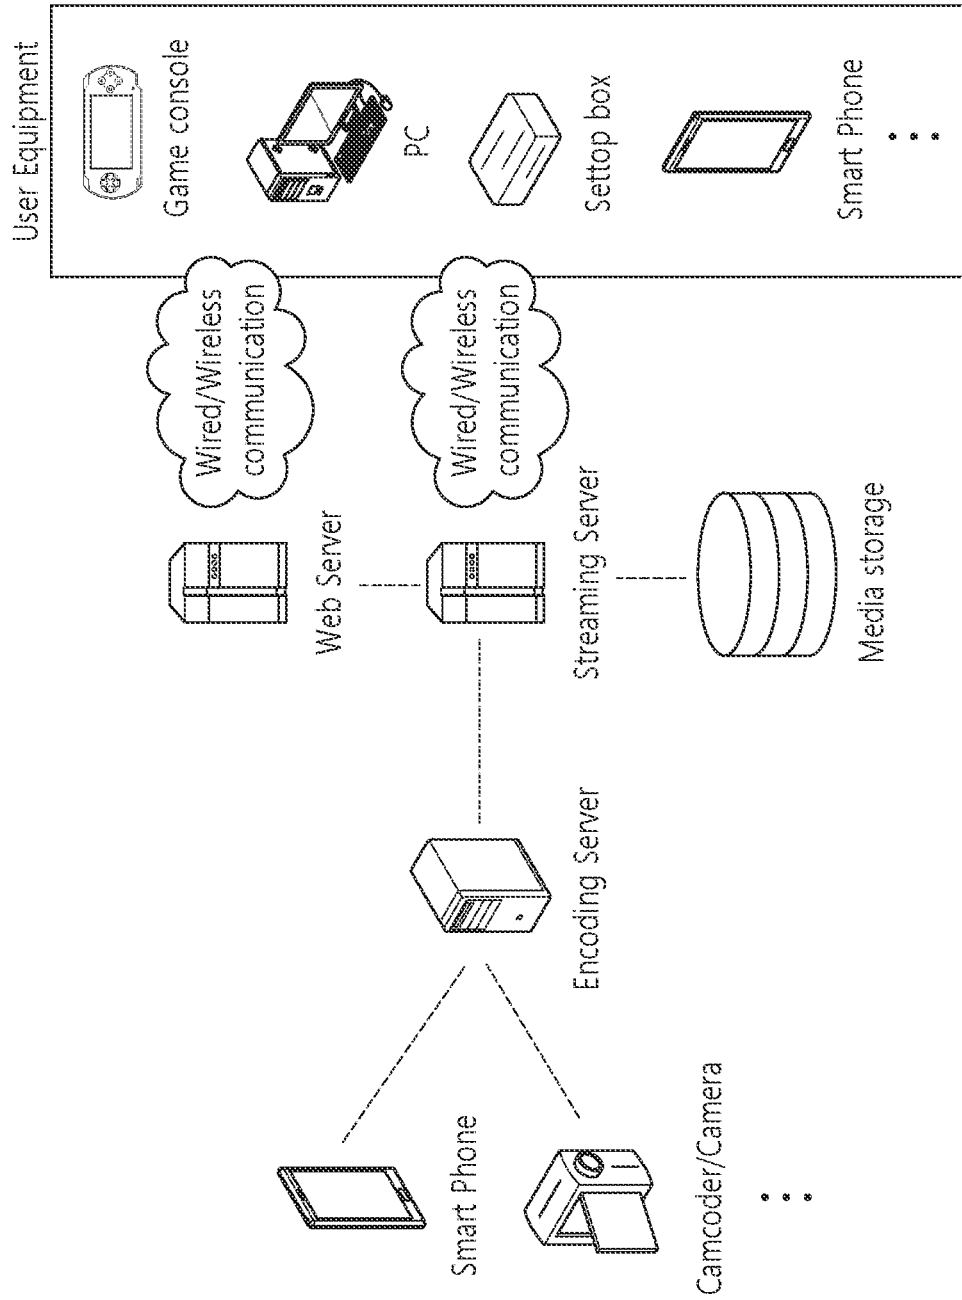 User Equipment
Game console
PC
Settop box
Smart Phone
Wired/Wireless
communication
Wired/Wireless
communication
Web Server
Streaming Server
Media storage
Encoding Server
Smart Phone
Camcoder/Camera